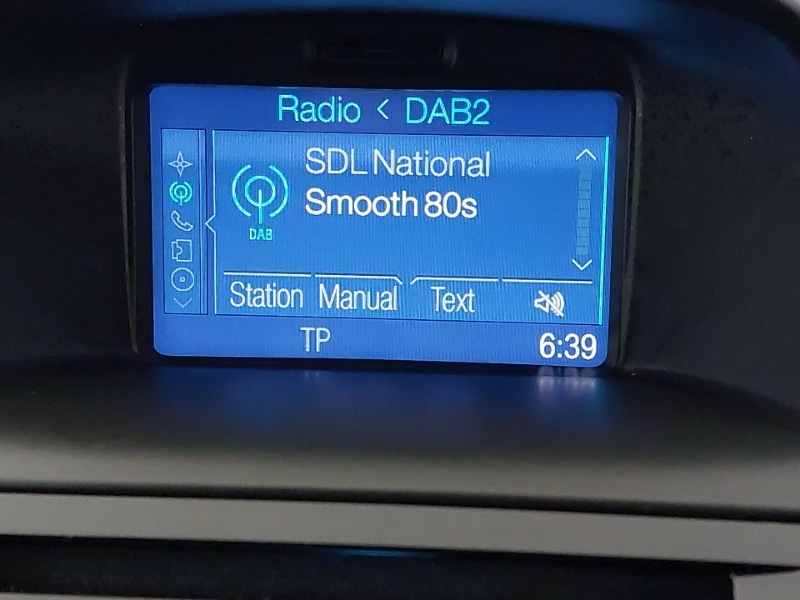 Radio < DAB2
SDL National
Smooth 80s
DAB
Station Manual Text
TP 6:39